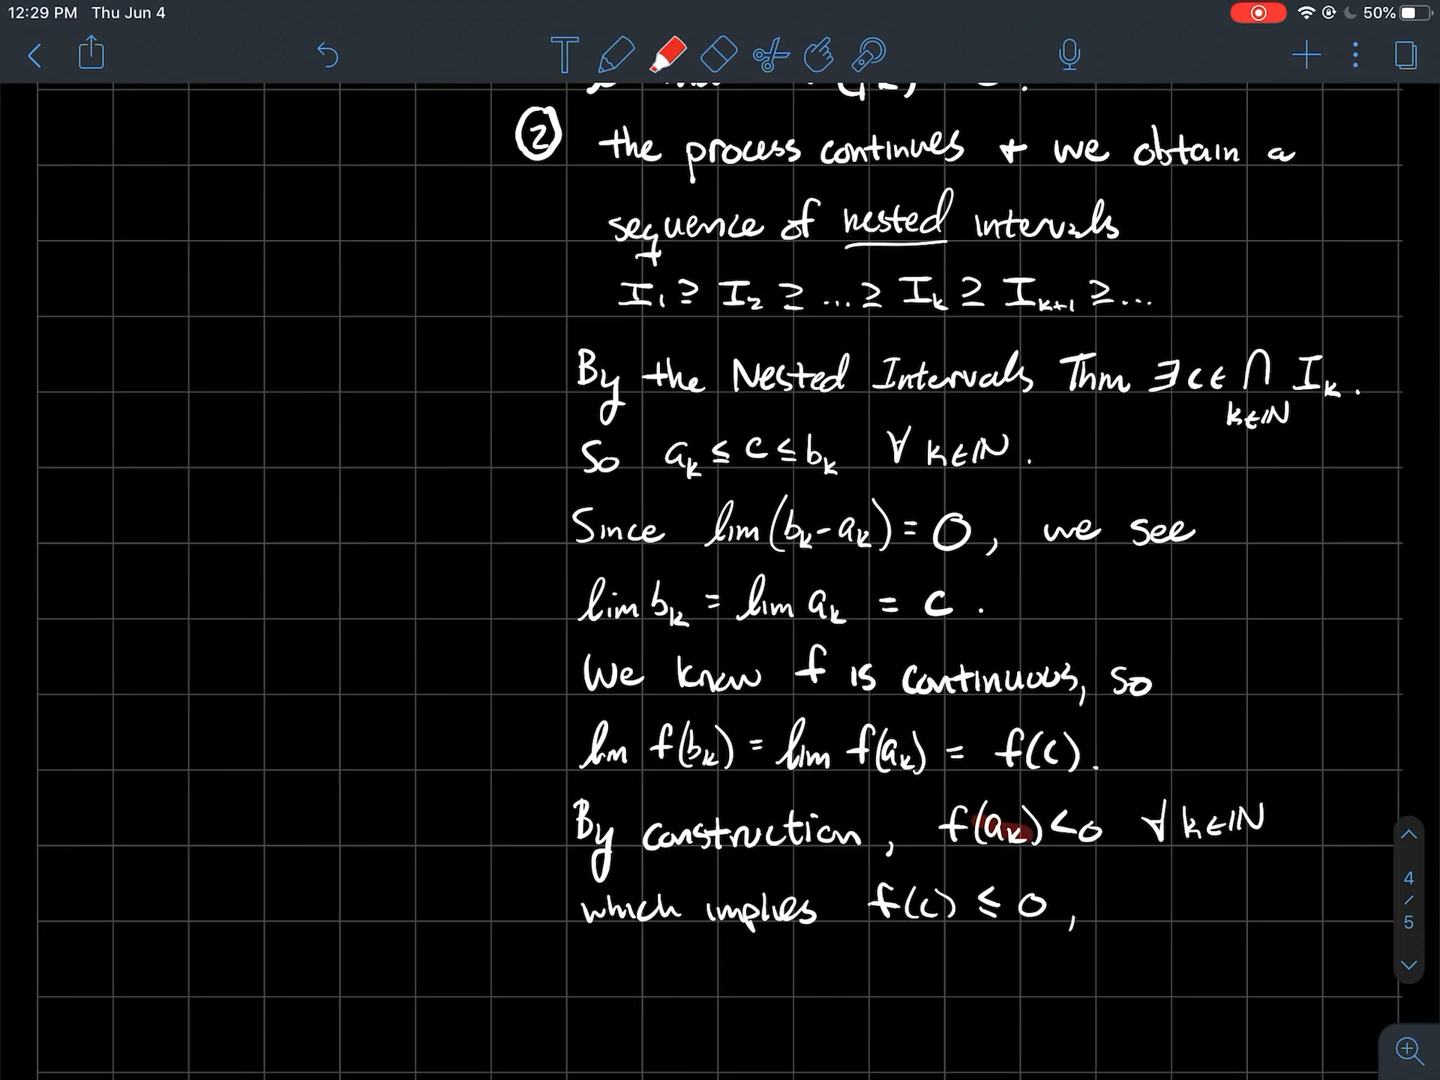 12:29 PM Thu Jun 4
50%
② the process continues + we obtain a
sequence of nested intervals
I₁ ⊇ I₂ ⊇ ... ⊇ Iₖ ⊇ Iₖ₊₁ ⊇ ...
By the Nested Intervals Thm ∃ c ∈ ⋂ Iₖ.
k∈ℕ
So aₖ ≤ c ≤ bₖ ∀ k∈ℕ.
Since lim(bₖ-aₖ) = 0, we see
lim bₖ = lim aₖ = c.
We know f is continuous, so
lim f(bₖ) = lim f(aₖ) = f(c).
By construction, f(aₖ) < 0 ∀ k∈ℕ
which implies f(c) ≤ 0,
4
/
5